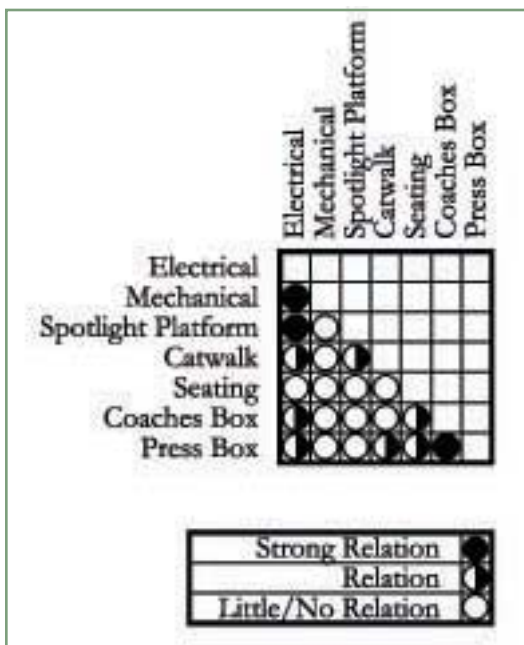 Electrical
Mechanical
Spotlight Platform
Catwalk
Seating
Coaches Box
Press Box
Electrical
Mechanical
Spotlight Platform
Catwalk
Seating
Coaches Box
Press Box
Strong Relation
Relation
Little/No Relation